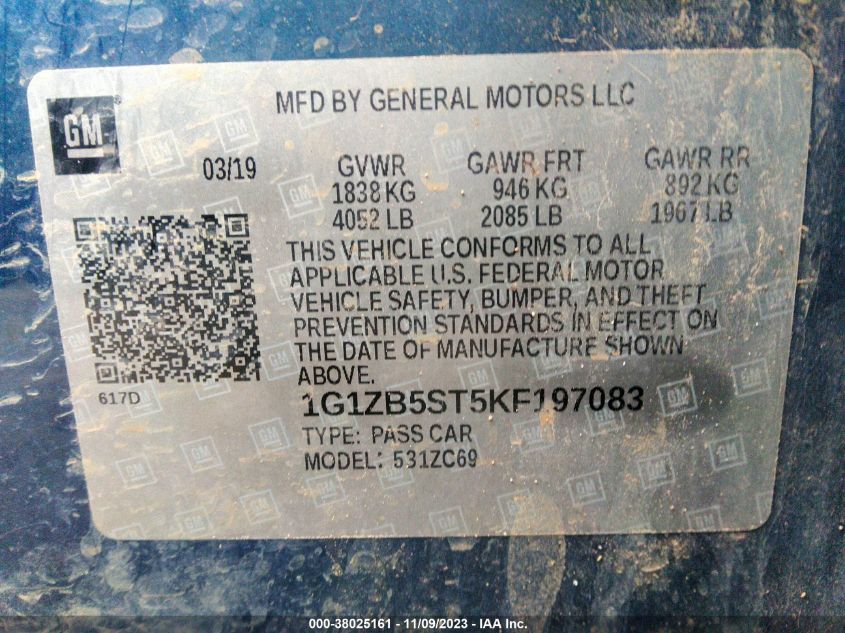 MFD BY GENERAL MOTORS LLC
GM
03/19 GVWR GAWR FRT GAWR RR
1838 KG 946 KG 892 KG
4052 LB 2085 LB 1967 LB
THIS VEHICLE CONFORMS TO ALL
APPLICABLE U.S. FEDERAL MOTOR
VEHICLE SAFETY, BUMPER, AND THEFT
PREVENTION STANDARDS IN EFFECT ON
THE DATE OF MANUFACTURE SHOWN
ABOVE.
617D
1G1ZB5ST5KF197083
TYPE: PASS CAR
MODEL: 531ZC69
000-38025161 - 11/09/2023 - IAA Inc.